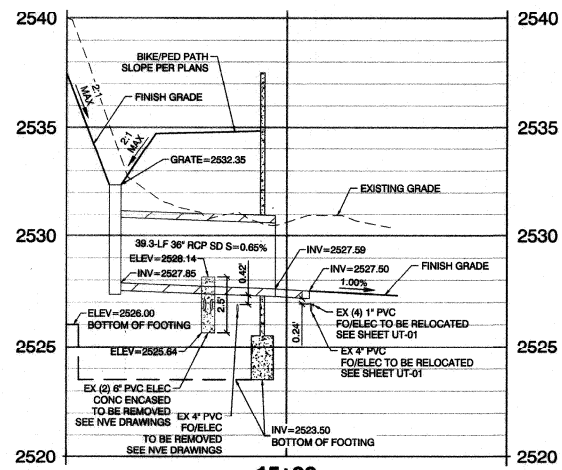 2540
2540
BIKE/PED PATH
SLOPE PER PLANS
2:1
MAX
FINISH GRADE
2535
2535
2:1
MAX
GRATE=2532.35
EXISTING GRADE
2530
2530
39.3-LF 36" RCP SD S=0.65%
ELEV=2528.14
INV=2527.59
INV=2527.85
0.42'
INV=2527.50
FINISH GRADE
1.00%
2.5'
ELEV=2526.00
BOTTOM OF FOOTING
0.24'
EX (4) 1" PVC
FO/ELEC TO BE RELOCATED
SEE SHEET UT-01
2525
2525
ELEV=2525.64
EX 4" PVC
FO/ELEC TO BE RELOCATED
SEE SHEET UT-01
EX (2) 6" PVC ELEC
CONC ENCASED
TO BE REMOVED
SEE NVE DRAWINGS
EX 4" PVC
FO/ELEC
TO BE REMOVED
SEE NVE DRAWINGS
INV=2523.50
BOTTOM OF FOOTING
2520
2520